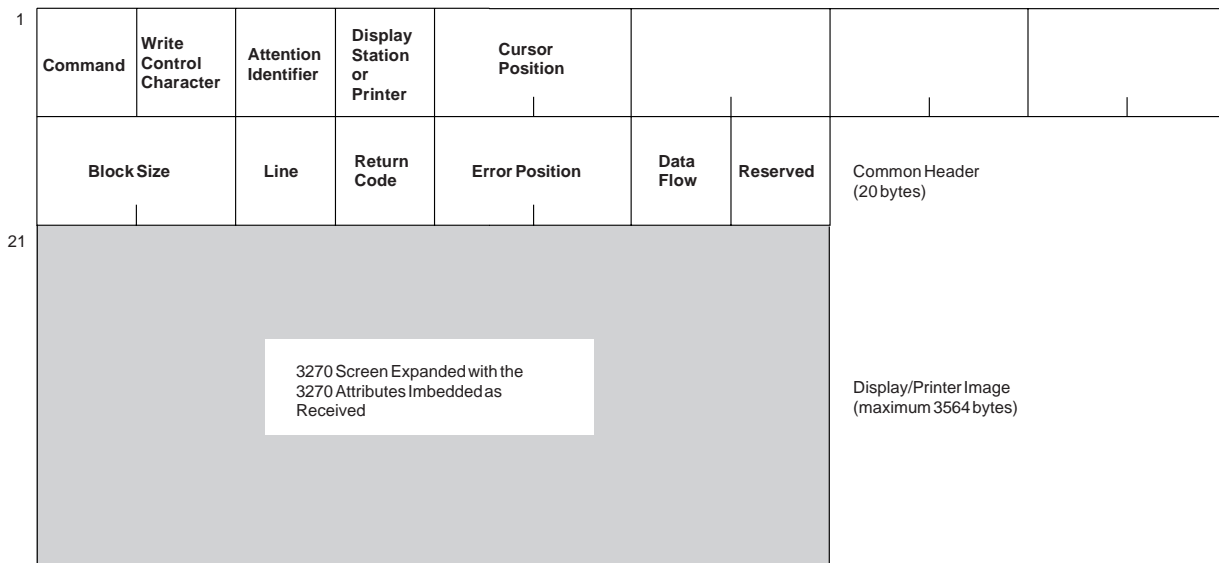 1
Command
Write
Control
Character
Attention
Identifier
Display
Station
or
Printer
Cursor
Position
Block Size
Line
Return
Code
Error Position
Data
Flow
Reserved
Common Header
(20 bytes)
21
3270 Screen Expanded with the
3270 Attributes Imbedded as
Received
Display/Printer Image
(maximum 3564 bytes)